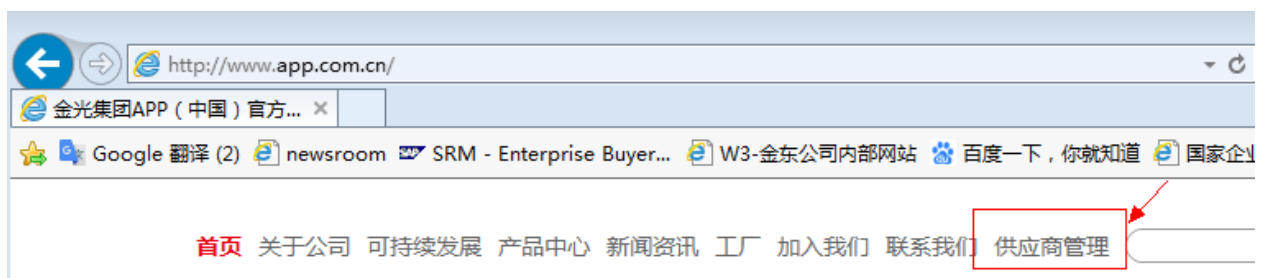 http://www.app.com.cn/
金光集团APP（中国）官方...
Google 翻译 (2) newsroom SAP SRM - Enterprise Buyer... W3-金东公司内部网站 百度一下，你就知道 国家企业
首页 关于公司 可持续发展 产品中心 新闻资讯 工厂 加入我们 联系我们 供应商管理